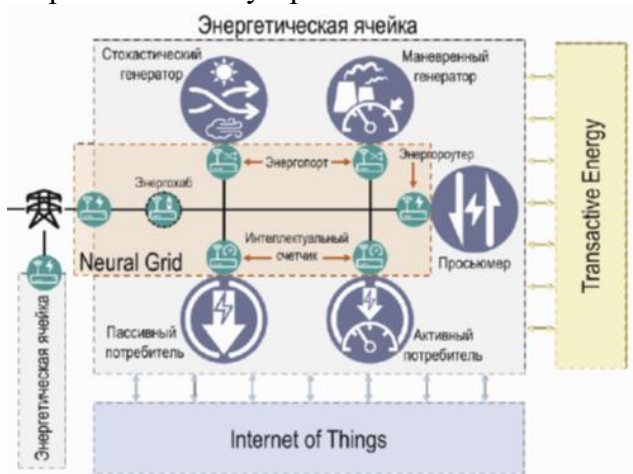 Энергетическая ячейка
Стохастический
генератор
Маневренный
генератор
Энергопорт
Энергороутер
Энергохаб
Интеллектуальный
счетчик
Neural Grid
Просьюмер
Пассивный
потребитель
Активный
потребитель
Энергетическая ячейка
Transactive Energy
Internet of Things